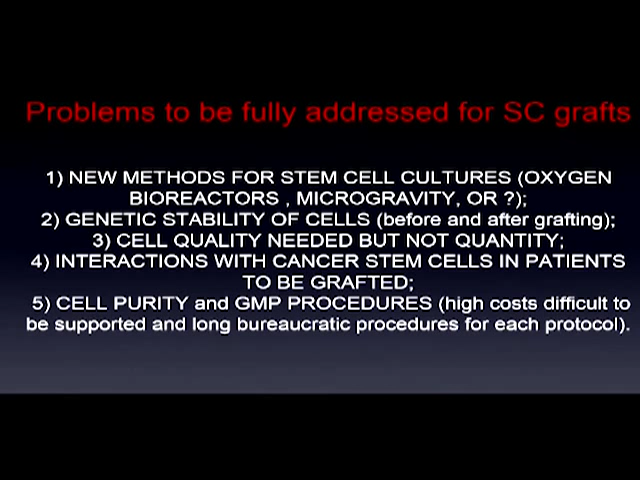 Problems to be fully addressed for SC grafts
1) NEW METHODS FOR STEM CELL CULTURES (OXYGEN
BIOREACTORS , MICROGRAVITY, OR ?);
2) GENETIC STABILITY OF CELLS (before and after grafting);
3) CELL QUALITY NEEDED BUT NOT QUANTITY;
4) INTERACTIONS WITH CANCER STEM CELLS IN PATIENTS
TO BE GRAFTED;
5) CELL PURITY and GMP PROCEDURES (high costs difficult to
be supported and long bureaucratic procedures for each protocol).